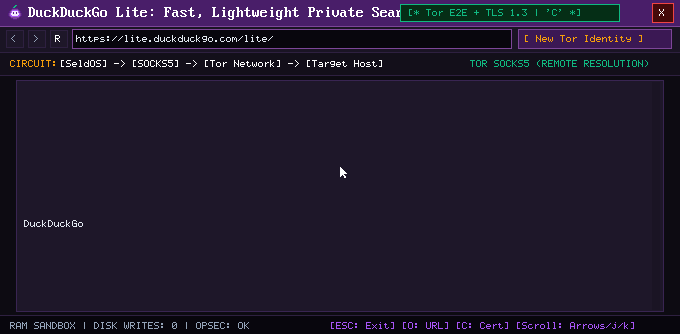 DuckDuckGo Lite: Fast, Lightweight Private Sear
[* Tor E2E + TLS 1.3 | 'C' *]
X
< > R https://lite.duckduckgo.com/lite/ [ New Tor Identity ]
CIRCUIT: [SeldOS] -> [SOCKS5] -> [Tor Network] -> [Target Host] TOR SOCKS5 (REMOTE RESOLUTION)
DuckDuckGo
RAM SANDBOX | DISK WRITES: 0 | OPSEC: OK [ESC: Exit] [O: URL] [C: Cert] [Scroll: Arrows/j/k]